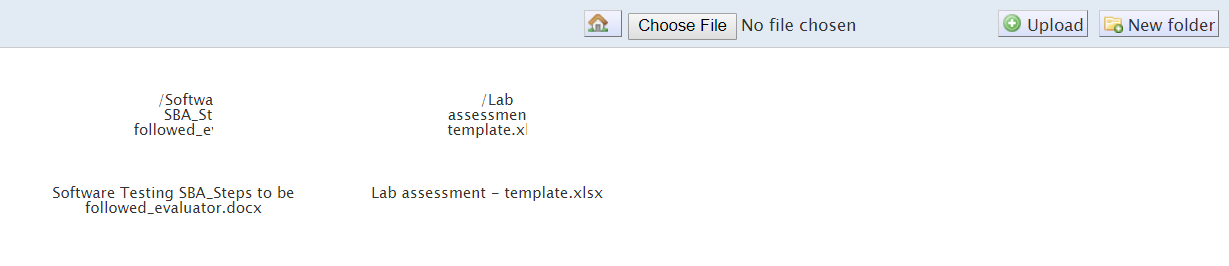 Choose File No file chosen Upload New folder
/Softwa
SBA_St
followed_ev
/Lab
assessmen
template.xl
Software Testing SBA_Steps to be
followed_evaluator.docx
Lab assessment - template.xlsx